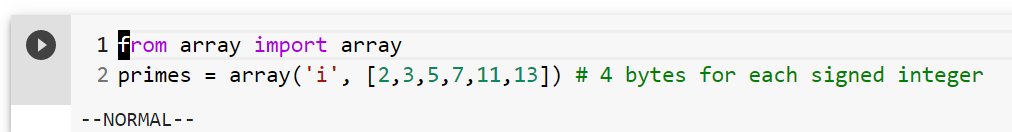 1 from array import array
2 primes = array('i', [2,3,5,7,11,13]) # 4 bytes for each signed integer
--NORMAL--